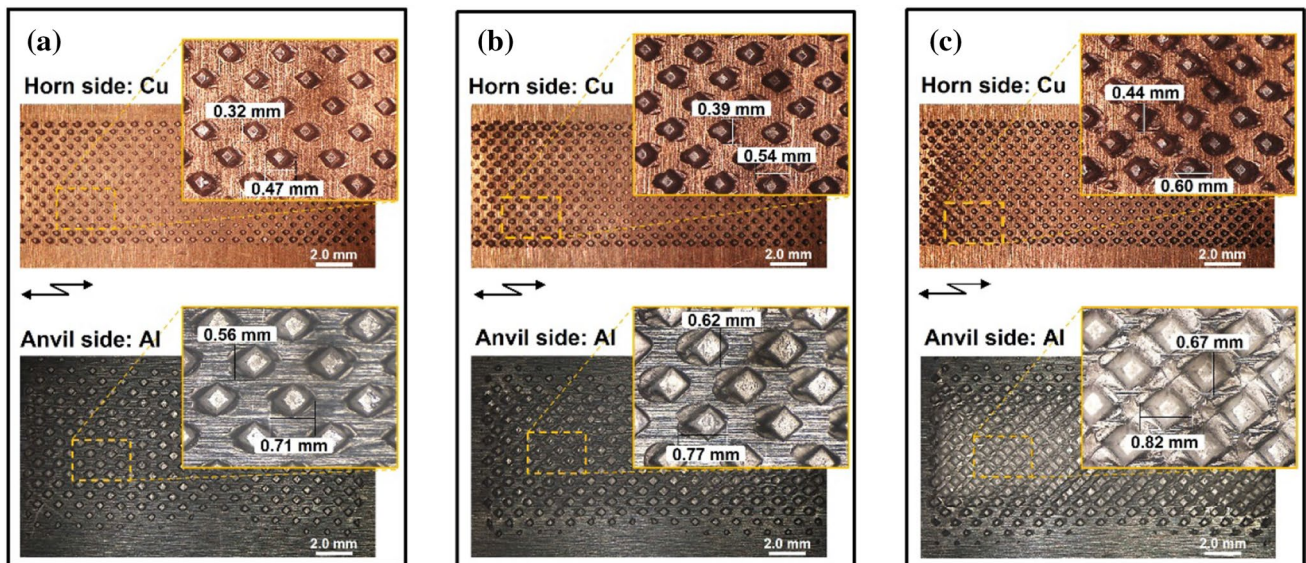 (a)
Horn side: Cu
0.32 mm
0.47 mm
2.0 mm
Anvil side: Al
0.56 mm
0.71 mm
2.0 mm
(b)
Horn side: Cu
0.39 mm
0.54 mm
2.0 mm
Anvil side: Al
0.62 mm
0.77 mm
2.0 mm
(c)
Horn side: Cu
0.44 mm
0.60 mm
2.0 mm
Anvil side: Al
0.67 mm
0.82 mm
2.0 mm